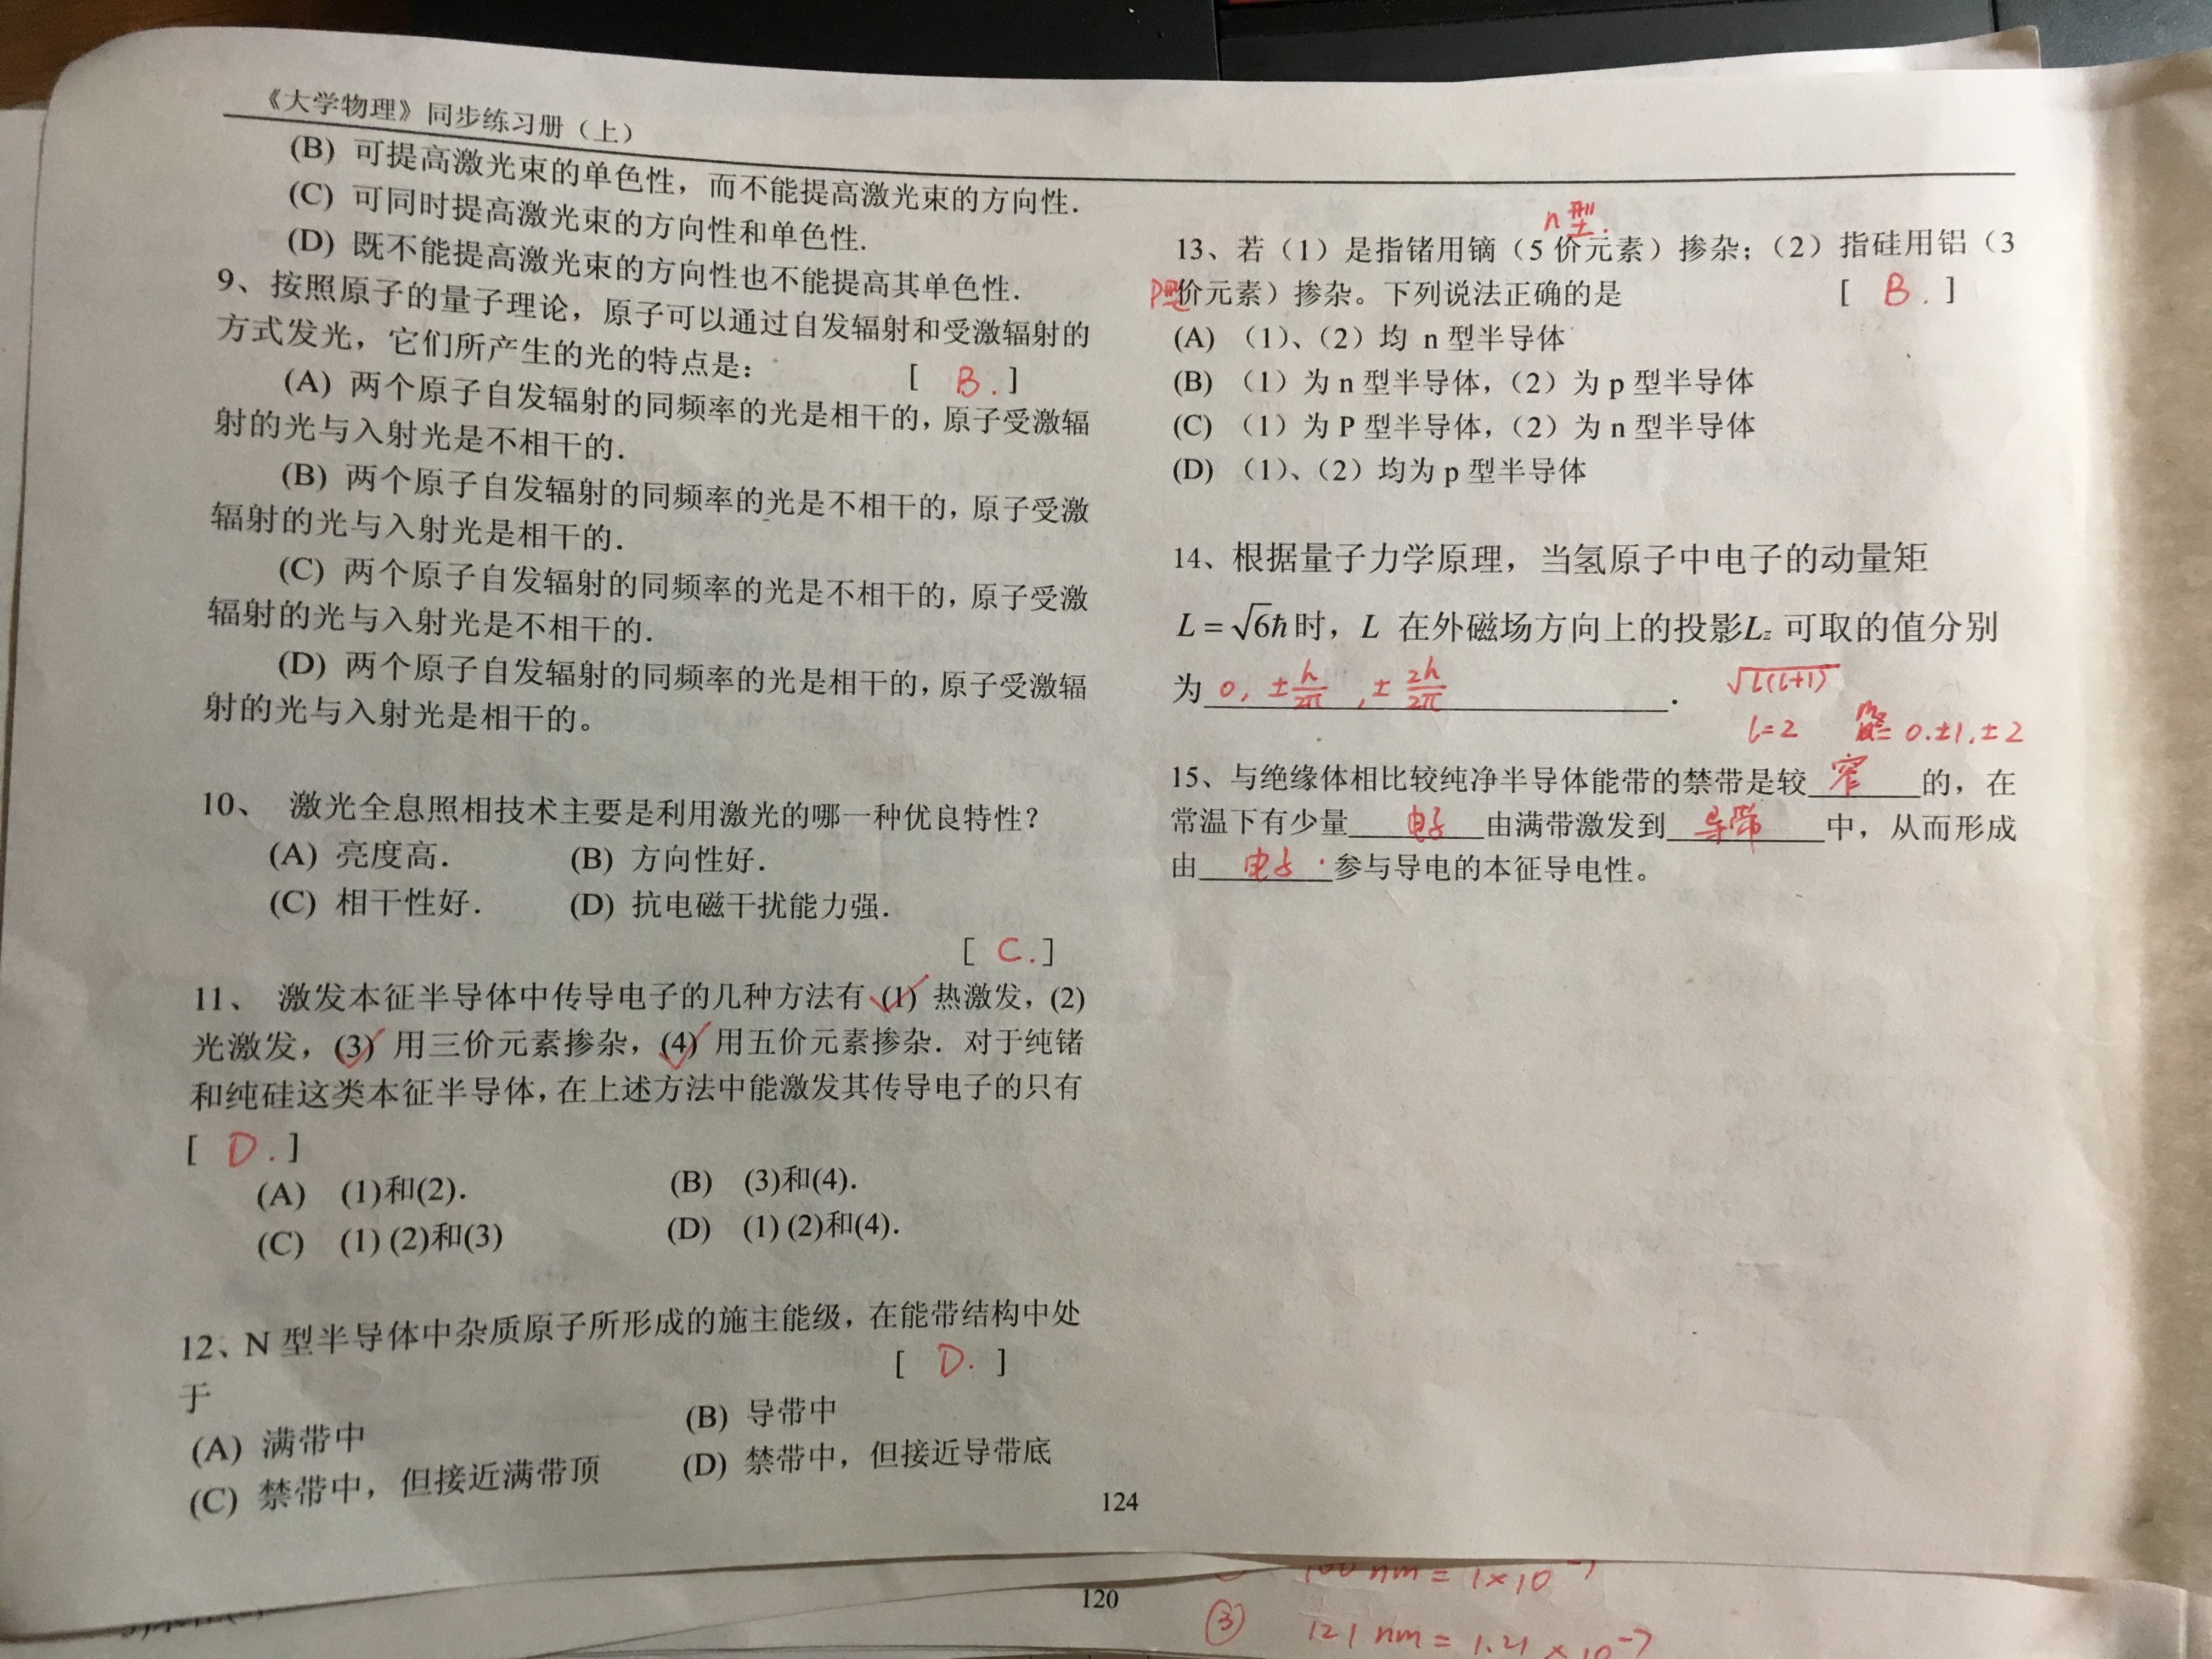 《大学物理》同步练习册（上）
(B) 可提高激光束的单色性，而不能提高激光束的方向性.
(C) 可同时提高激光束的方向性和单色性.
(D) 既不能提高激光束的方向性也不能提高其单色性.
9、按照原子的量子理论，原子可以通过自发辐射和受激辐射的
方式发光，它们所产生的光的特点是： [ B. ]
(A) 两个原子自发辐射的同频率的光是相干的，原子受激辐
射的光与入射光是不相干的.
(B) 两个原子自发辐射的同频率的光是不相干的，原子受激
辐射的光与入射光是相干的.
(C) 两个原子自发辐射的同频率的光是不相干的，原子受激
辐射的光与入射光是不相干的.
(D) 两个原子自发辐射的同频率的光是相干的，原子受激辐
射的光与入射光是相干的。
10、 激光全息照相技术主要是利用激光的哪一种优良特性？
(A) 亮度高. (B) 方向性好.
(C) 相干性好. (D) 抗电磁干扰能力强.
[ C. ]
11、 激发本征半导体中传导电子的几种方法有 (1) 热激发，(2)
光激发，(3) 用三价元素掺杂，(4) 用五价元素掺杂．对于纯锗
和纯硅这类本征半导体，在上述方法中能激发其传导电子的只有
[ D. ]
(A) (1)和(2). (B) (3)和(4).
(C) (1) (2)和(3) (D) (1) (2)和(4).
12、N 型半导体中杂质原子所形成的施主能级，在能带结构中处
于 [ D. ]
(A) 满带中 (B) 导带中
(C) 禁带中，但接近满带顶 (D) 禁带中，但接近导带底
n型.
13、若（1）是指锗用锑（5 价元素）掺杂；（2）指硅用铝（3
P型 价元素）掺杂。下列说法正确的是 [ B. ]
(A) （1）、（2）均 n 型半导体
(B) （1）为 n 型半导体，（2）为 p 型半导体
(C) （1）为 P 型半导体，（2）为 n 型半导体
(D) （1）、（2）均为 p 型半导体
14、根据量子力学原理，当氢原子中电子的动量矩
L = √6ħ 时，L 在外磁场方向上的投影Lz 可取的值分别
为 0, ±h/2π , ±2h/2π . √l(l+1)
l=2 = 0.±1.±2
15、与绝缘体相比较纯净半导体能带的禁带是较 窄 的，在
常温下有少量 电子 由满带激发到 导带 中，从而形成
由 电子 参与导电的本征导电性。
124
120
100 nm = 1×10⁻⁷
③ 121 nm = 1.21 ×10⁻⁷